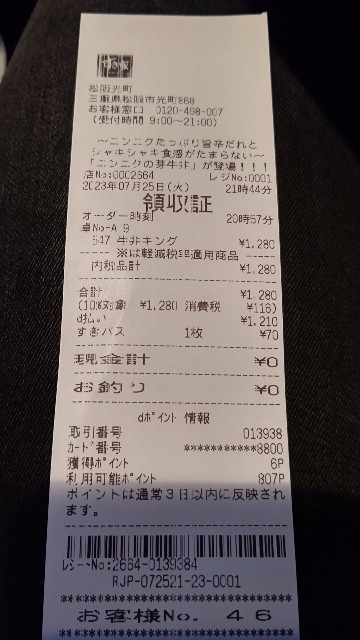 すき家
松阪光町
三重県松阪市光町868
お客様窓口 0120-498-007
(受付時間 9:00~21:00)
~ニンニクたっぷり旨辛だれと
シャキシャキ食感がたまらない~
「ニンニクの芽牛丼」が登場!!!
店No:0002664 レジNo:0001
2023年07月25日(火) 21時44分
領収証
オーダー時刻 20時57分
卓No-A 9
547 牛丼キング ¥1,280
※は軽減税率適用商品
内税品計 ¥1,280
合計 ¥1,280
(10%対象 ¥1,280 消費税 ¥116)
d払い ¥1,210
すきパス 1枚 ¥70
現金計 ¥0
お釣り ¥0
dポイント 情報
取引番号 013938
カード番号 ***********8800
獲得ポイント 6P
利用可能ポイント 807P
ポイントは通常3日以内に反映され
ます。
レシートNo:2664-0139384
RJP-072521-23-0001
お客様No. 46